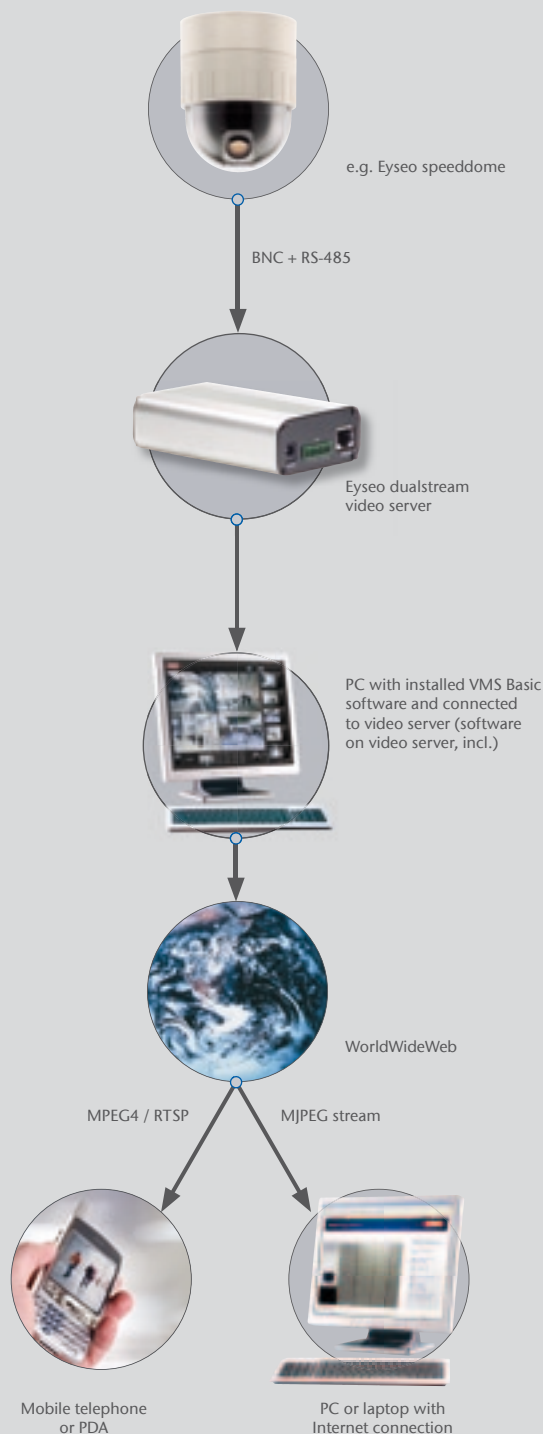 e.g. Eyseo speeddome
BNC + RS-485
Eyseo dualstream
video server
PC with installed VMS Basic
software and connected
to video server (software
on video server, incl.)
WorldWideWeb
MPEG4 / RTSP
MJPEG stream
Mobile telephone
or PDA
PC or laptop with
Internet connection